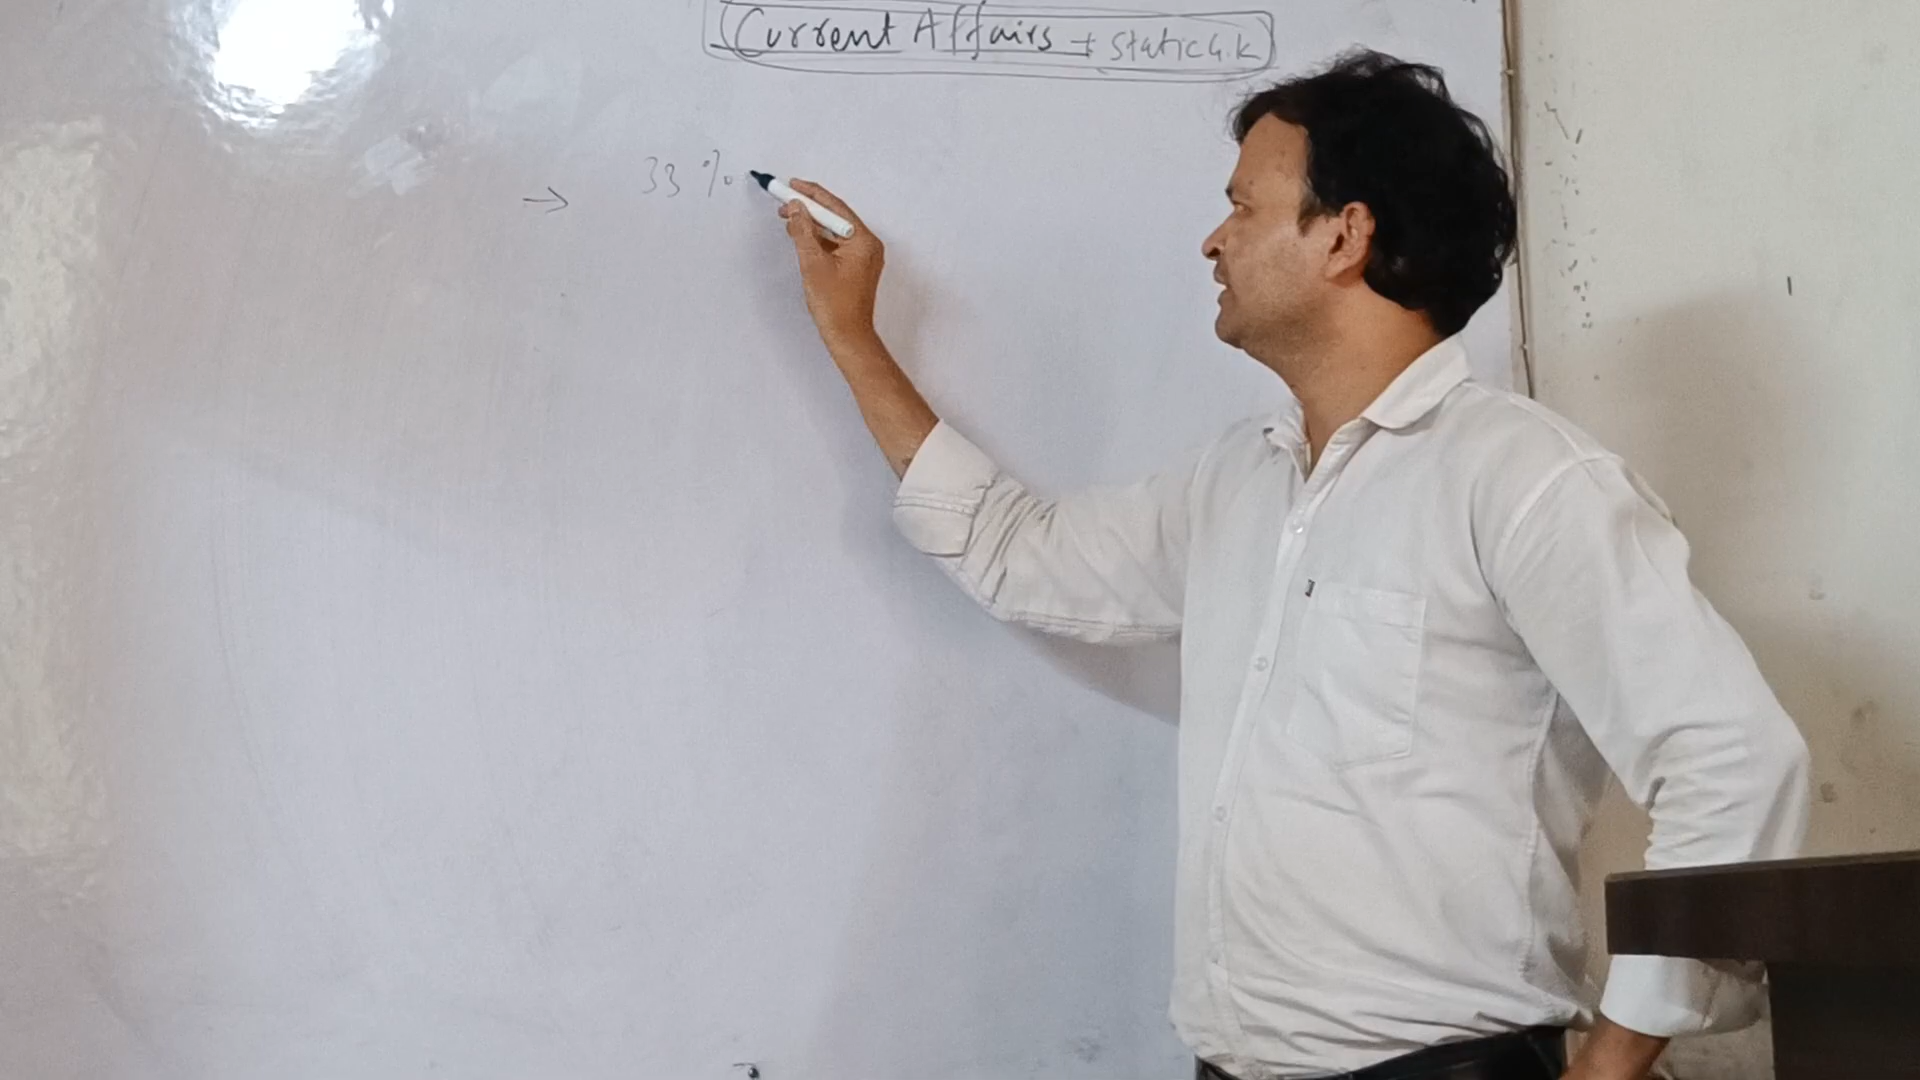 Current Affairs + Static G.K
→ 33 %